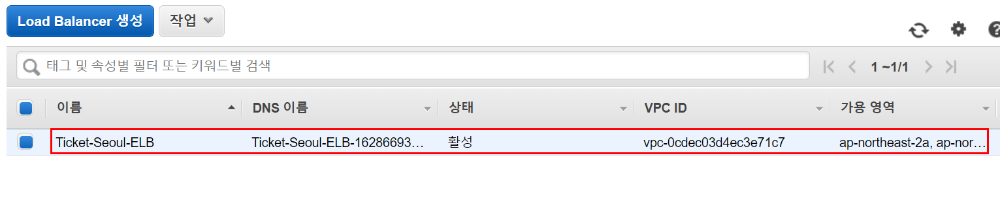 Load Balancer 생성 작업
태그 및 속성별 필터 또는 키워드별 검색 1 ~1/1
이름 DNS 이름 상태 VPC ID 가용 영역
Ticket-Seoul-ELB Ticket-Seoul-ELB-16286693… 활성 vpc-0cdec03d4ec3e71c7 ap-northeast-2a, ap-nor…